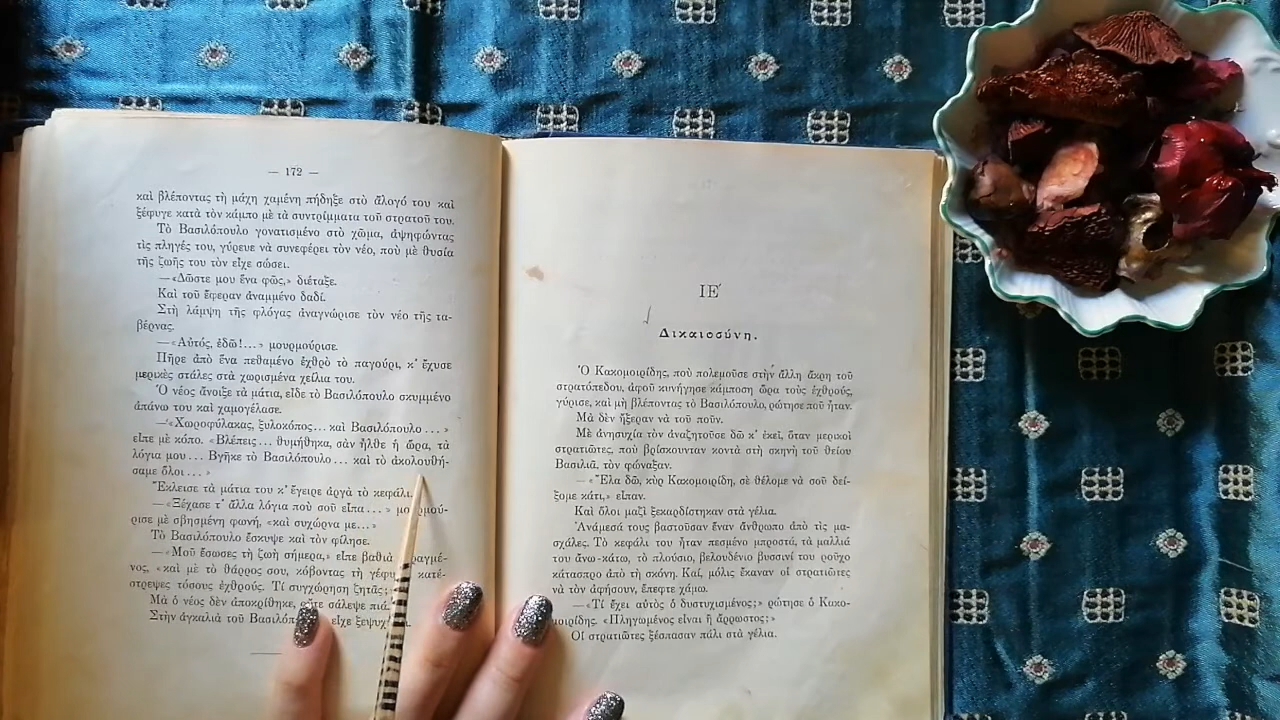 — 172 —
καὶ βλέποντας τὴ μάχη χαμένη πήδηξε στὸ ἄλογό του καὶ
ξέφυγε κατὰ τὸν κάμπο μὲ τὰ συντρίμματα τοῦ στρατοῦ του.
Τὸ Βασιλόπουλο γονατισμένο στὸ χῶμα, ἀψηφώντας
τὶς πληγές του, γύρευε νὰ συνεφέρει τὸν νέο, ποὺ μὲ θυσία
τῆς ζωῆς του τὸν εἶχε σώσει.
—«Δῶστε μου ἕνα φῶς,» διέταξε.
Καὶ τοῦ ἔφεραν ἀναμμένο δαδί.
Στὴ λάμψη τῆς φλόγας ἀναγνώρισε τὸν νέο τῆς τα-
βέρνας.
—«Αὐτός, ἐδῶ!...» μουρμούρισε.
Πῆρε ἀπὸ ἕνα πεθαμένο ἐχθρὸ τὸ παγούρι, κ' ἔχυσε
μερικὲς στάλες στὰ χωρισμένα χείλια του.
Ὁ νέος ἄνοιξε τὰ μάτια, εἶδε τὸ Βασιλόπουλο σκυμμένο
ἀπάνω του καὶ χαμογέλασε.
—«Χωροφύλακας, ξυλοκόπος... καὶ Βασιλόπουλο...»
εἶπε μὲ κόπο. «Βλέπεις... θυμήθηκα, σὰν ἦλθε ἡ ὥρα, τὰ
λόγια μου... Βγῆκε τὸ Βασιλόπουλο... καὶ τὸ ἀκολουθή-
σαμε ὅλοι...»
Ἔκλεισε τὰ μάτια του κ' ἔγειρε ἀργὰ τὸ κεφάλι.
—«Ξέχασε τ' ἄλλα λόγια ποὺ σοῦ εἶπα...» μουρμού-
ρισε μὲ σβησμένη φωνή, «καὶ συχώρνα με...»
Τὸ Βασιλόπουλο ἔσκυψε καὶ τὸν φίλησε.
—«Μοῦ ἔσωσες τὴ ζωὴ σήμερα,» εἶπε βαθιὰ
νος, «καὶ μὲ τὸ θάρρος σου, κόβοντας τὴ γέφυ κατέ-
στρεψες τόσους ἐχθρούς. Τί συγχώρηση ζητᾶς;
Μὰ ὁ νέος δὲν ἀποκρίθηκε, οὔτε σάλεψε πιά.
Στὴν ἀγκαλιὰ τοῦ εἶχε
ΙΕ΄
Δικαιοσύνη.
Ὁ Κακομοιρίδης, ποὺ πολεμοῦσε στὴν ἄλλη ἄκρη τοῦ
στρατόπεδου, ἀφοῦ κυνήγησε κάμποση ὥρα τοὺς ἐχθρούς,
γύρισε, καὶ μὴ βλέποντας τὸ Βασιλόπουλο, ρώτησε ποῦ ἦταν.
Μὰ δὲν ἤξεραν νὰ τοῦ ποῦν.
Μὲ ἀνησυχία τὸν ἀναζητοῦσε δῶ κ' ἐκεῖ, ὅταν μερικοὶ
στρατιῶτες, ποὺ βρίσκουνταν κοντὰ στὴ σκηνὴ τοῦ θείου
Βασιλιᾶ, τὸν φώναξαν.
—«Ἔλα δῶ, κὺρ Κακομοιρίδη, σὲ θέλομε νὰ σοῦ δεί-
ξομε κάτι,» εἶπαν.
Καὶ ὅλοι μαζὶ ξεκαρδίστηκαν στὰ γέλια.
Ἀνάμεσά τους βαστοῦσαν ἕναν ἄνθρωπο ἀπὸ τὶς μα-
σχάλες. Τὸ κεφάλι του ἦταν πεσμένο μπροστά, τὰ μαλλιά
του ἄνω-κάτω, τὸ πλούσιο, βελουδένιο βυσσινί του ροῦχο
κάτασπρο ἀπὸ τὴ σκόνη. Καί, μόλις ἔκαναν οἱ στρατιῶτες
νὰ τὸν ἀφήσουν, ἔπεφτε χάμω.
—«Τί ἔχει αὐτὸς ὁ δυστυχισμένος;» ρώτησε ὁ Κακο-
μοιρίδης. «Πληγωμένος εἶναι ἢ ἄρρωστος;»
Οἱ στρατιῶτες ξέσπασαν πάλι στὰ γέλια.